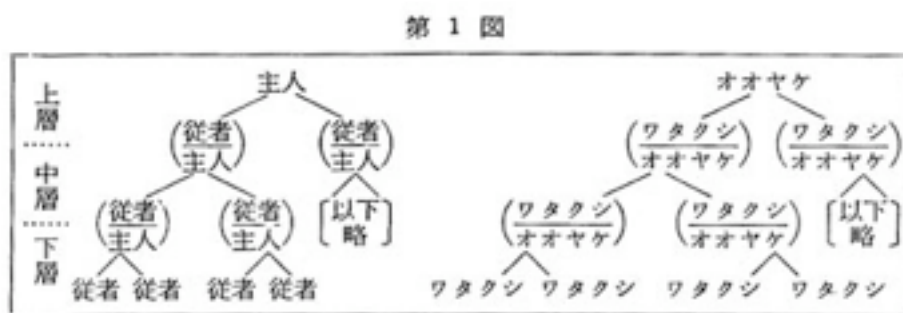 第1図
主人 オオヤケ
上層
従者 従者 ワタクシ ワタクシ
主人 主人 オオヤケ オオヤケ
中層
従者 従者 以下 ワタクシ ワタクシ 以下
主人 主人 略 オオヤケ オオヤケ 略
下層
従者 従者 従者 従者 ワタクシ ワタクシ ワタクシ ワタクシ